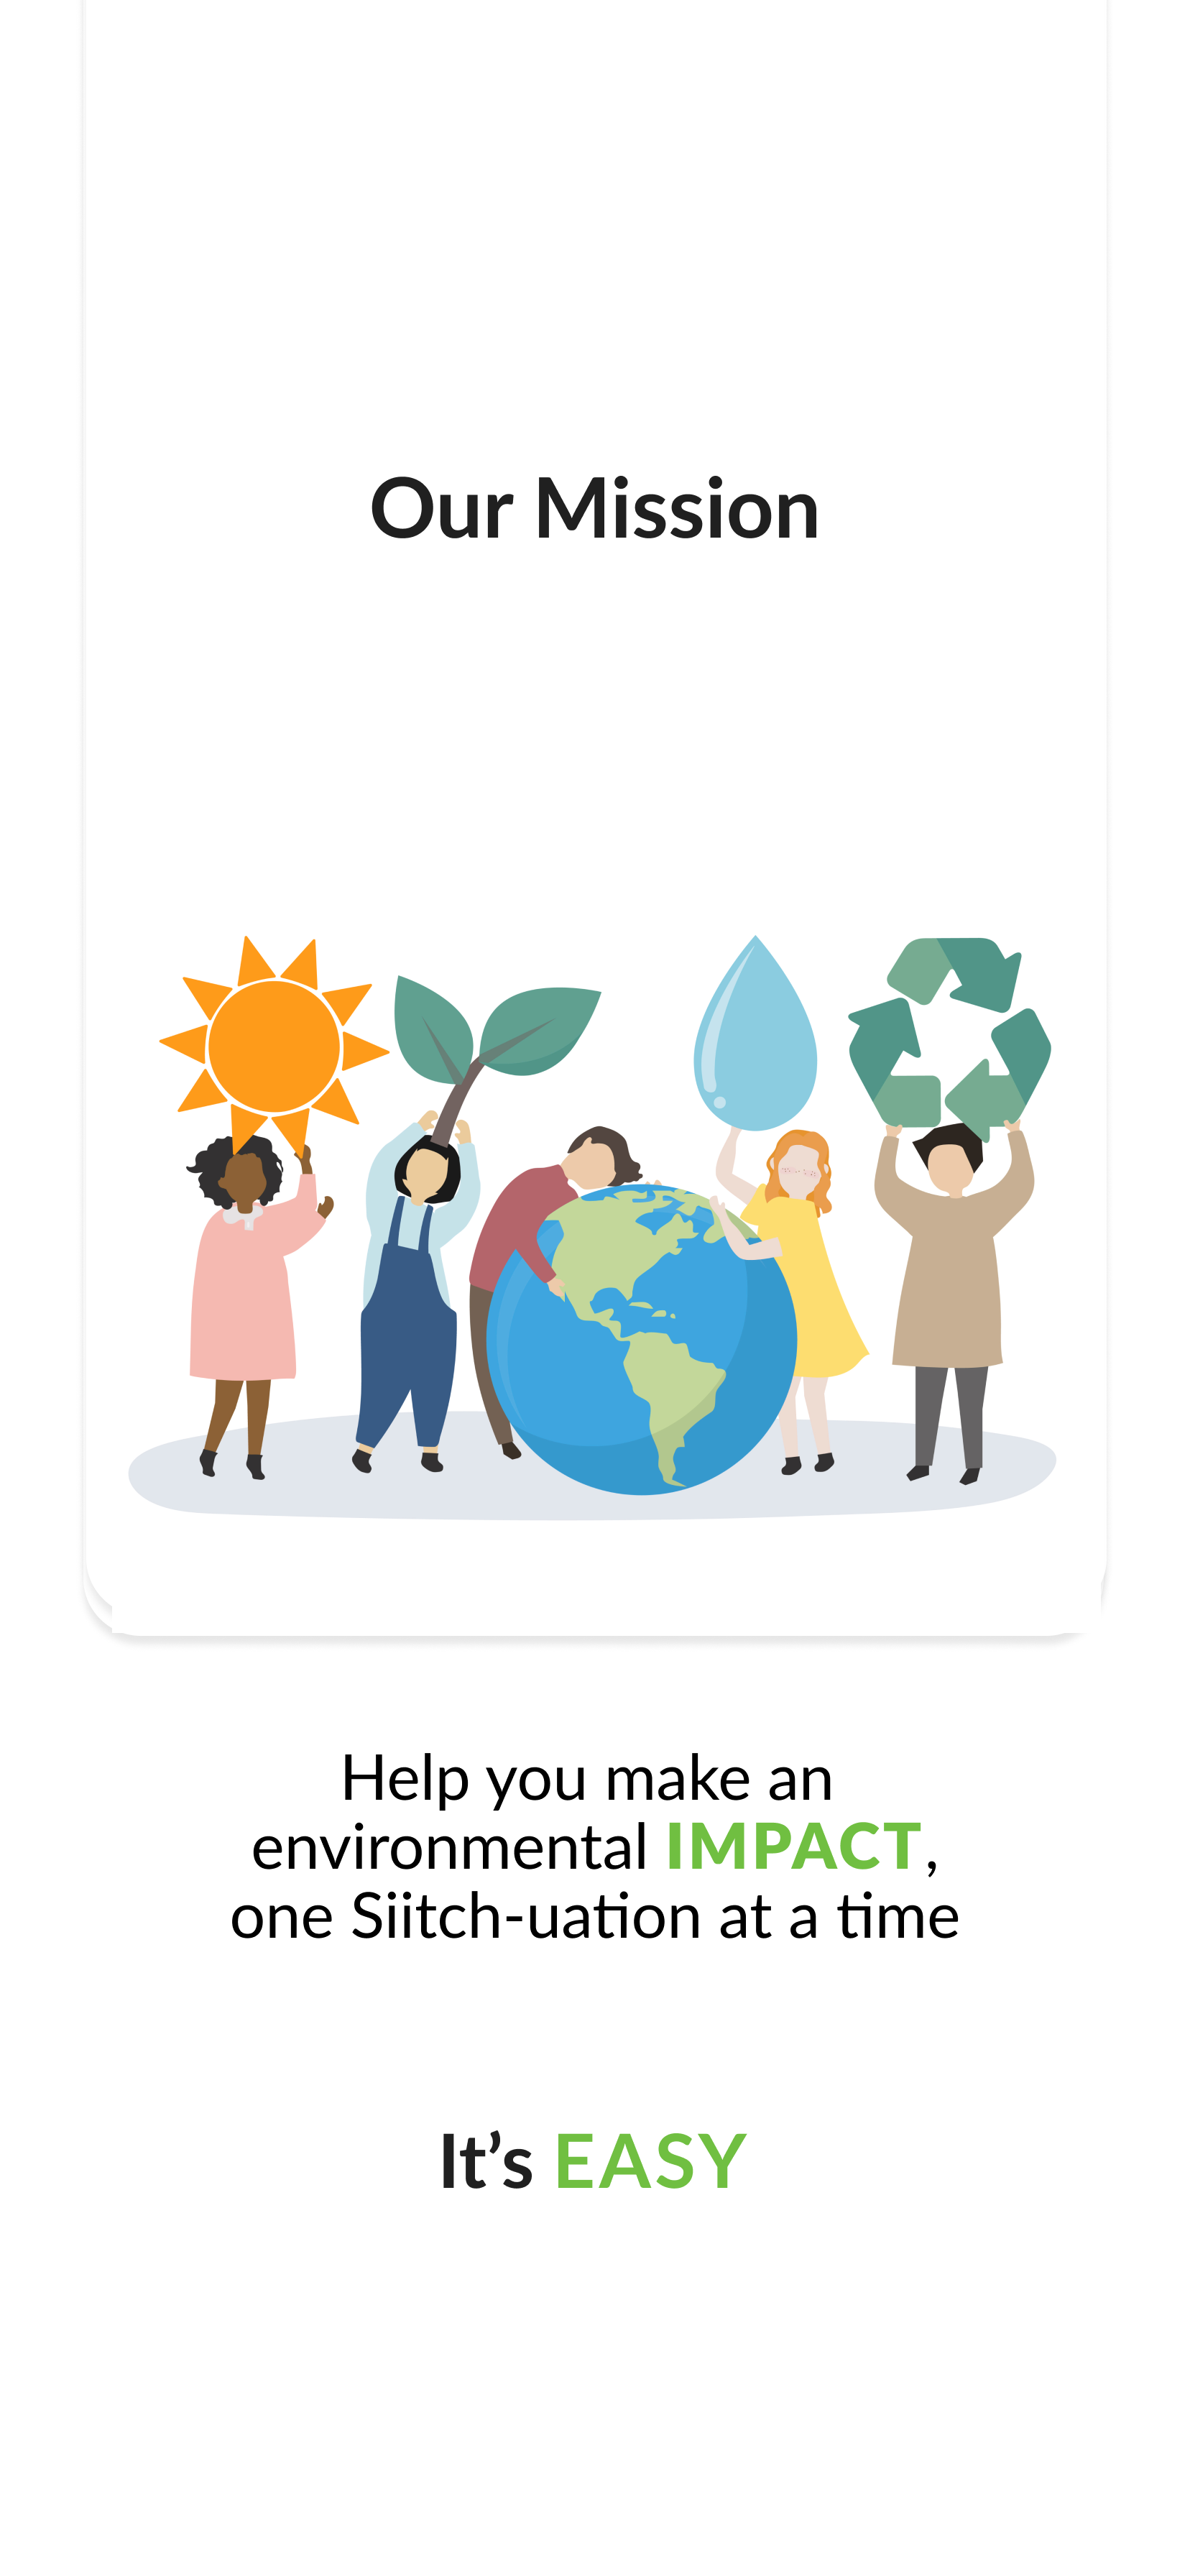 Our Mission
Help you make an
environmental IMPACT,
one Siitch-uation at a time
It’s EASY